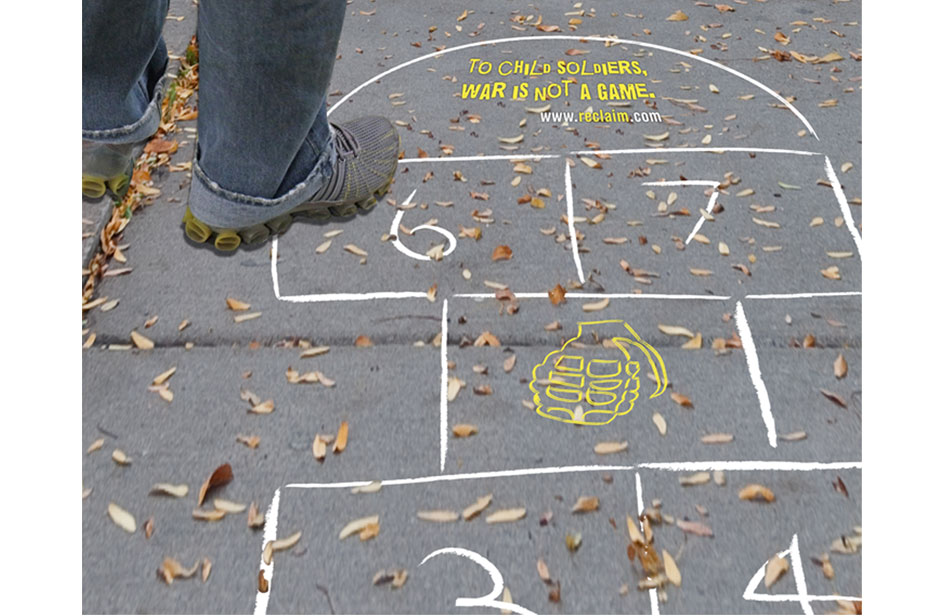 TO CHILD SOLDIERS,
WAR IS NOT A GAME.
www.reclaim.com
6 7
3 4